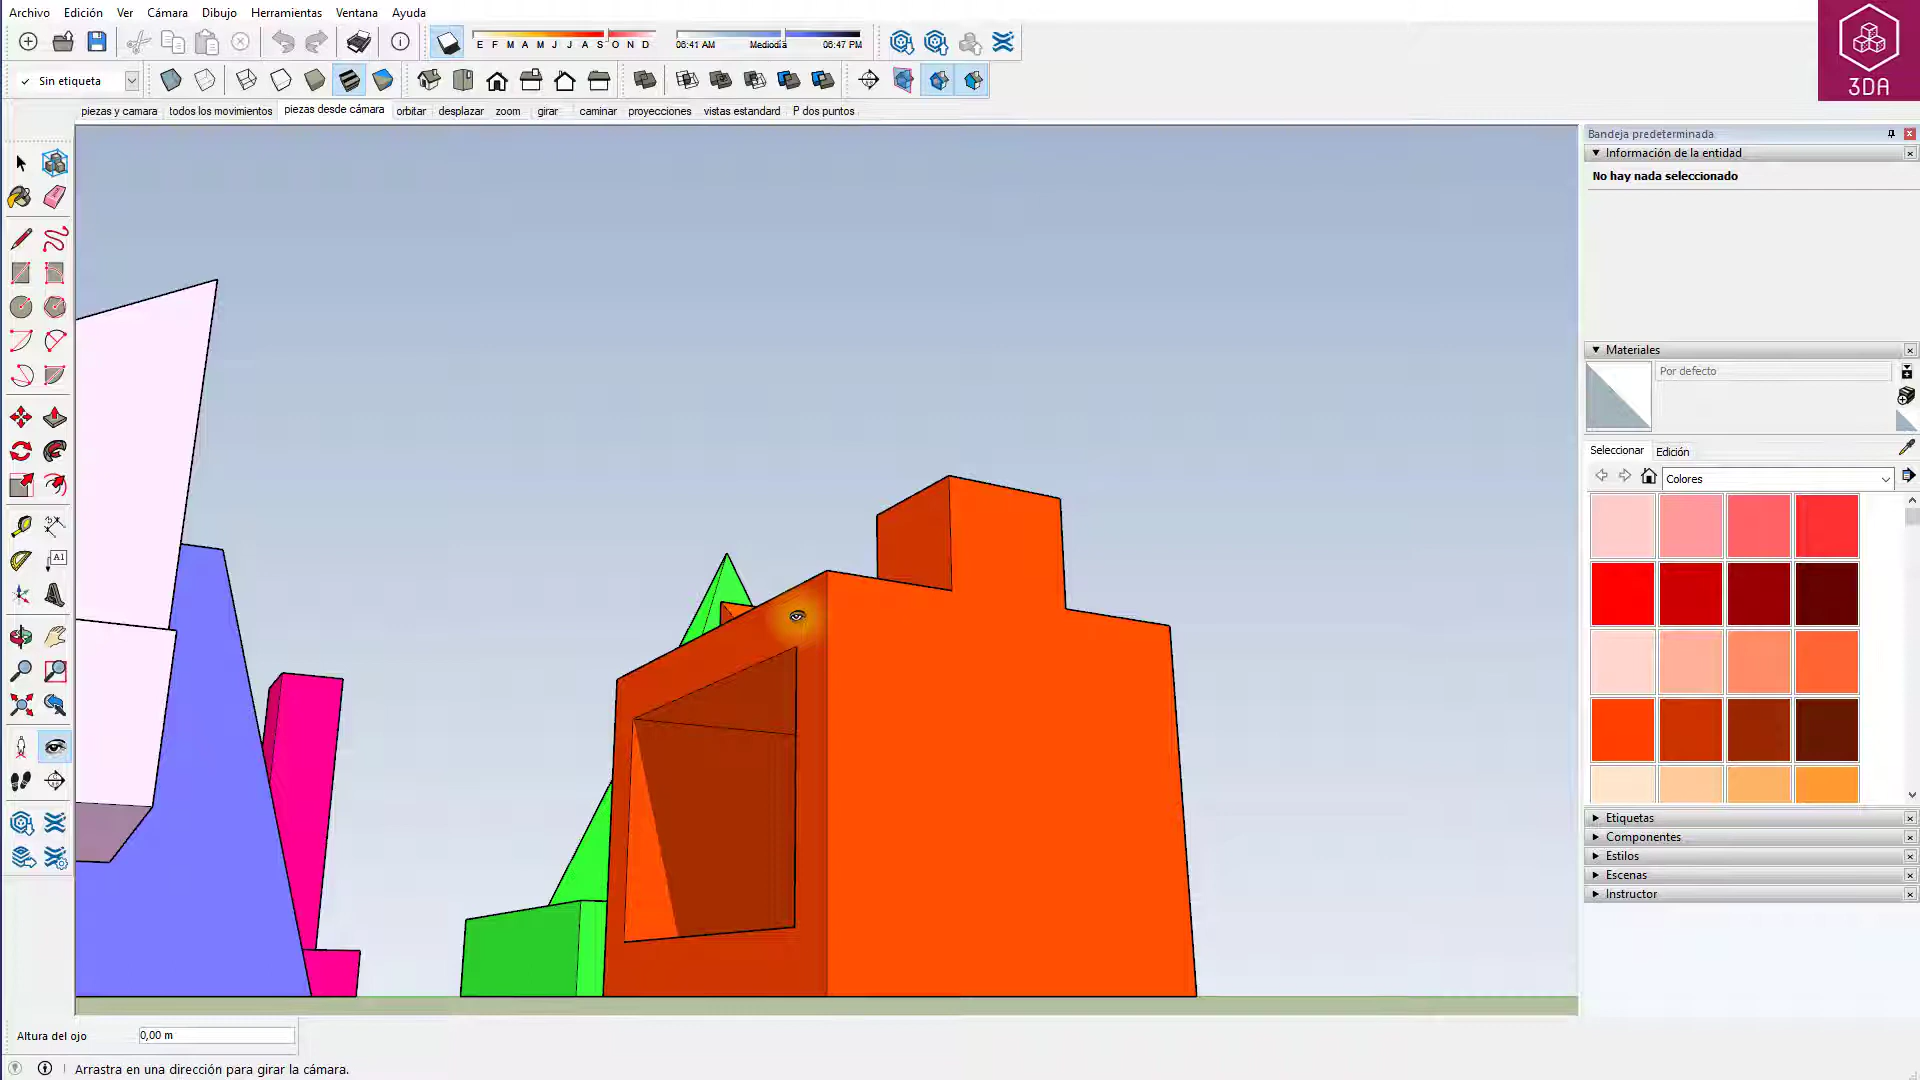 Archivo Edición Ver Cámara Dibujo Herramientas Ventana Ayuda
E F M A M J J A S O N D
06:41 AM Mediodía 06:47 PM
3DA
Sin etiqueta
piezas y camara todos los movimientos piezas desde cámara orbitar desplazar zoom girar caminar proyecciones vistas estandard P dos puntos
Bandeja predeterminada
Información de la entidad
No hay nada seleccionado
Materiales
Por defecto
Seleccionar Edición
Colores
A1
Etiquetas
Componentes
Estilos
Escenas
Instructor
Altura del ojo 0,00 m
Arrastra en una dirección para girar la cámara.